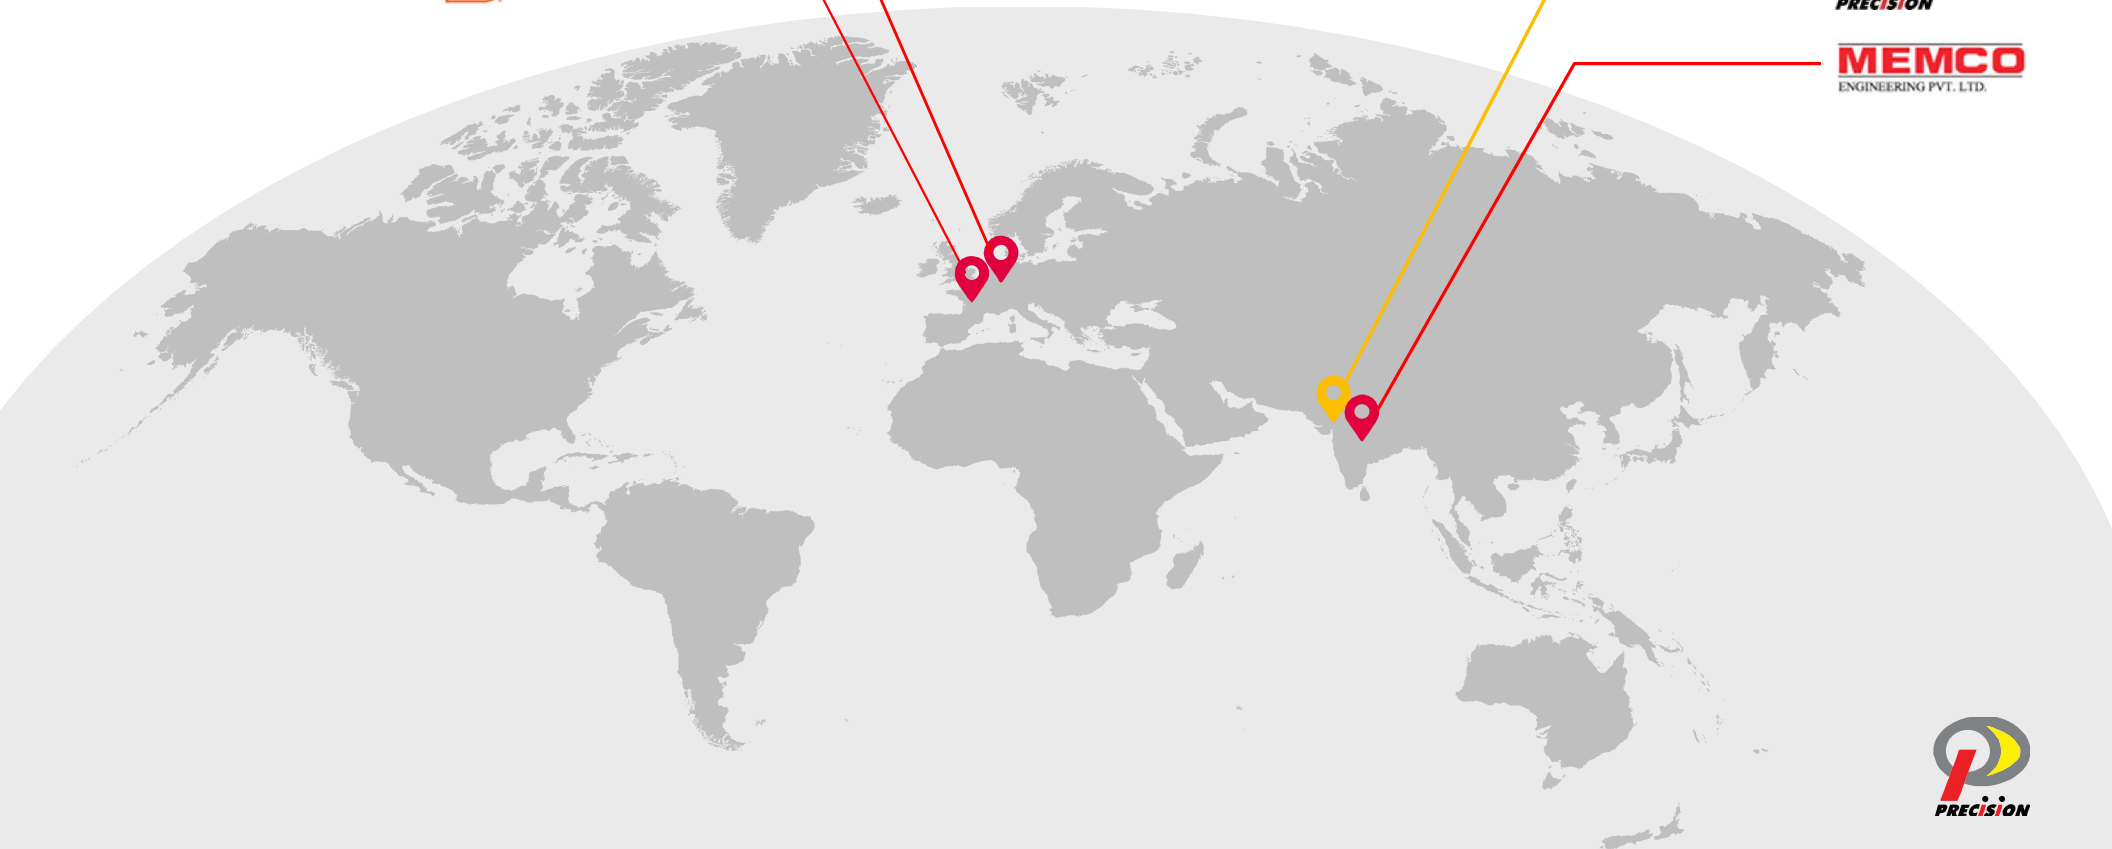 PRECISION
MEMCO
ENGINEERING PVT. LTD.
PRECISION